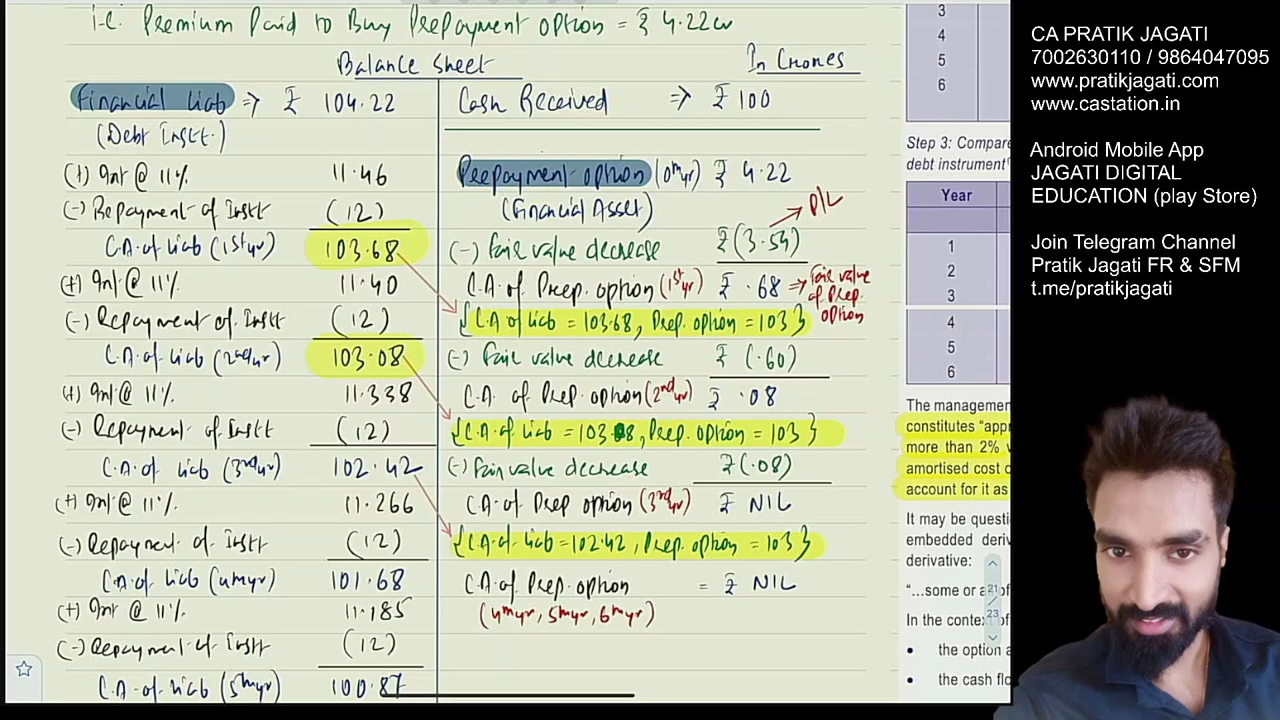 i.e. Premium Paid to Buy Prepayment option = ₹ 4.22 cr
Balance Sheet
In Crores
Financial Liab => ₹ 104.22
(Debt Instt.)
(+) Int @ 11% 11.46
(-) Repayment of Instt (12)
C.A. of Liab (1st yr) 103.68
(+) Int @ 11% 11.40
(-) Repayment of Instt (12)
C.A. of Liab (2nd yr) 103.08
(+) Int @ 11% 11.338
(-) Repayment of Instt (12)
C.A. of Liab (3rd yr) 102.42
(+) Int @ 11% 11.266
(-) Repayment of Instt (12)
C.A. of Liab (4th yr) 101.68
(+) Int @ 11% 11.185
(-) Repayment of Instt (12)
C.A. of Liab (5th yr) 100.87
Cash Received => ₹ 100
Prepayment option (0th yr) ₹ 4.22
(Financial Asset)
P/L
(-) Fair value decrease ₹ (3.54)
C.A. of Prep. option (1st yr) ₹ .68 => Fair value of Prep. option
{C.A of Liab = 103.68, Prep. option = 103}
(-) Fair value decrease ₹ (.60)
C.A. of Prep. option (2nd yr) ₹ .08
{C.A. of Liab = 103.08, Prep. option = 103}
(-) Fair value decrease ₹ (.08)
C.A. of Prep option (3rd yr) ₹ NIL
{C.A. of Liab = 102.42, Prep. option = 103}
C.A. of Prep. option = ₹ NIL
(4th yr, 5th yr, 6th yr)
3
4
5
6
Step 3: Compare
debt instrument
Year
1
2
3
4
5
6
The management
constitutes "app
more than 2% v
amortised cost o
account for it as
It may be questi
embedded deriv
derivative:
"…some or a
In the context of
• the option a
• the cash flo
21
23
CA PRATIK JAGATI
7002630110 / 9864047095
www.pratikjagati.com
www.castation.in
Android Mobile App
JAGATI DIGITAL
EDUCATION (play Store)
Join Telegram Channel
Pratik Jagati FR & SFM
t.me/pratikjagati